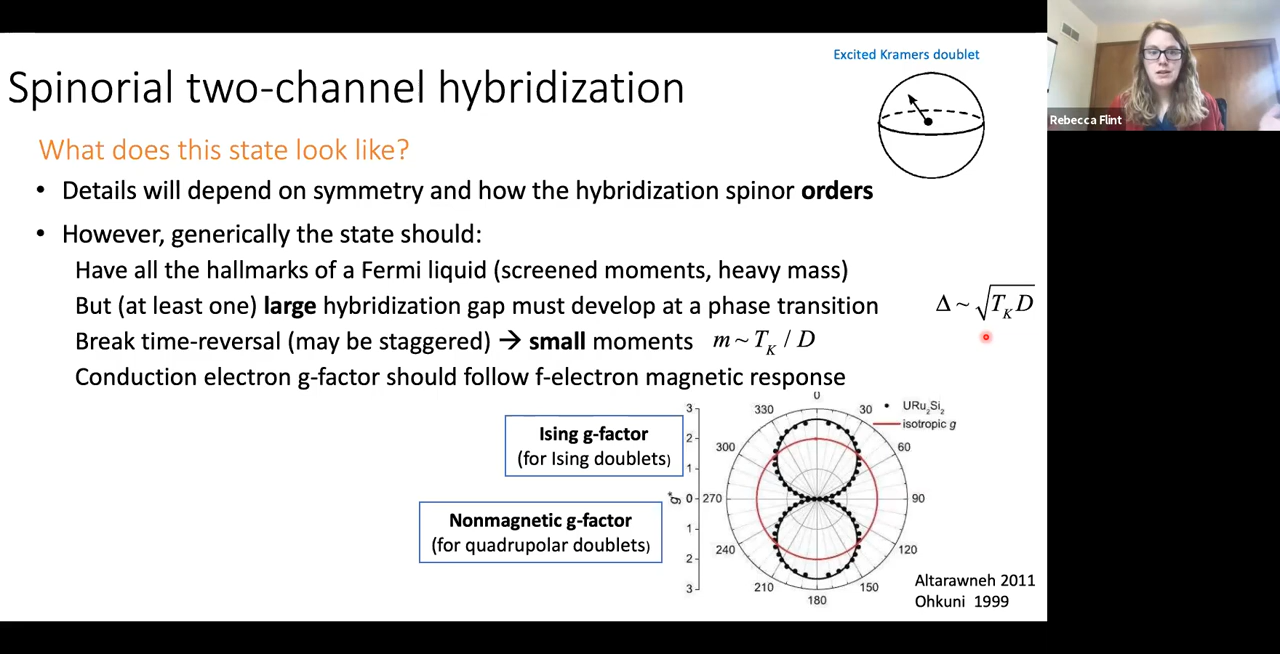 Excited Kramers doublet
Spinorial two-channel hybridization
Rebecca Flint
What does this state look like?
• Details will depend on symmetry and how the hybridization spinor orders
• However, generically the state should:
Have all the hallmarks of a Fermi liquid (screened moments, heavy mass)
But (at least one) large hybridization gap must develop at a phase transition
Δ ~ √T_K D
Break time-reversal (may be staggered) → small moments m ~ T_K / D
Conduction electron g-factor should follow f-electron magnetic response
Ising g-factor
(for Ising doublets)
Nonmagnetic g-factor
(for quadrupolar doublets)
0
30
60
90
120
150
180
210
240
270
300
330
3
2
1
0
1
2
3
g*
• URu₂Si₂
isotropic g
Altarawneh 2011
Ohkuni 1999